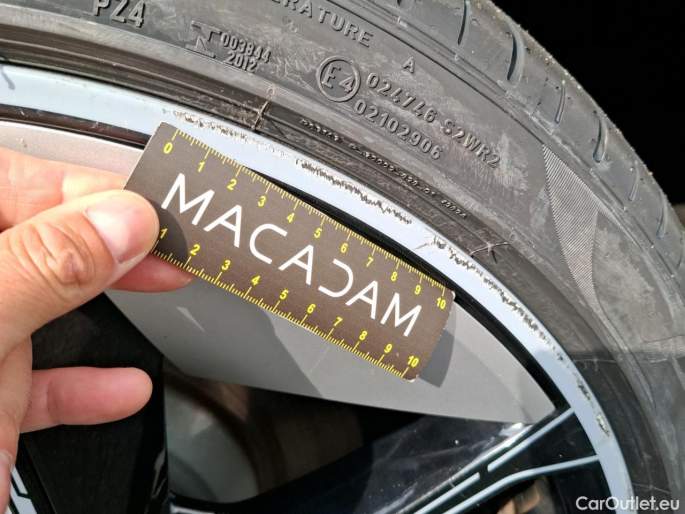 PZ4
003844
2012
TEMPERATURE A
E4
024746 S2WR2
02102906
0 1 2 3 4 5 6 7 8 9 10
MACADAM
1 2 3 4 5 6 7 8 9 10
CarOutlet.eu